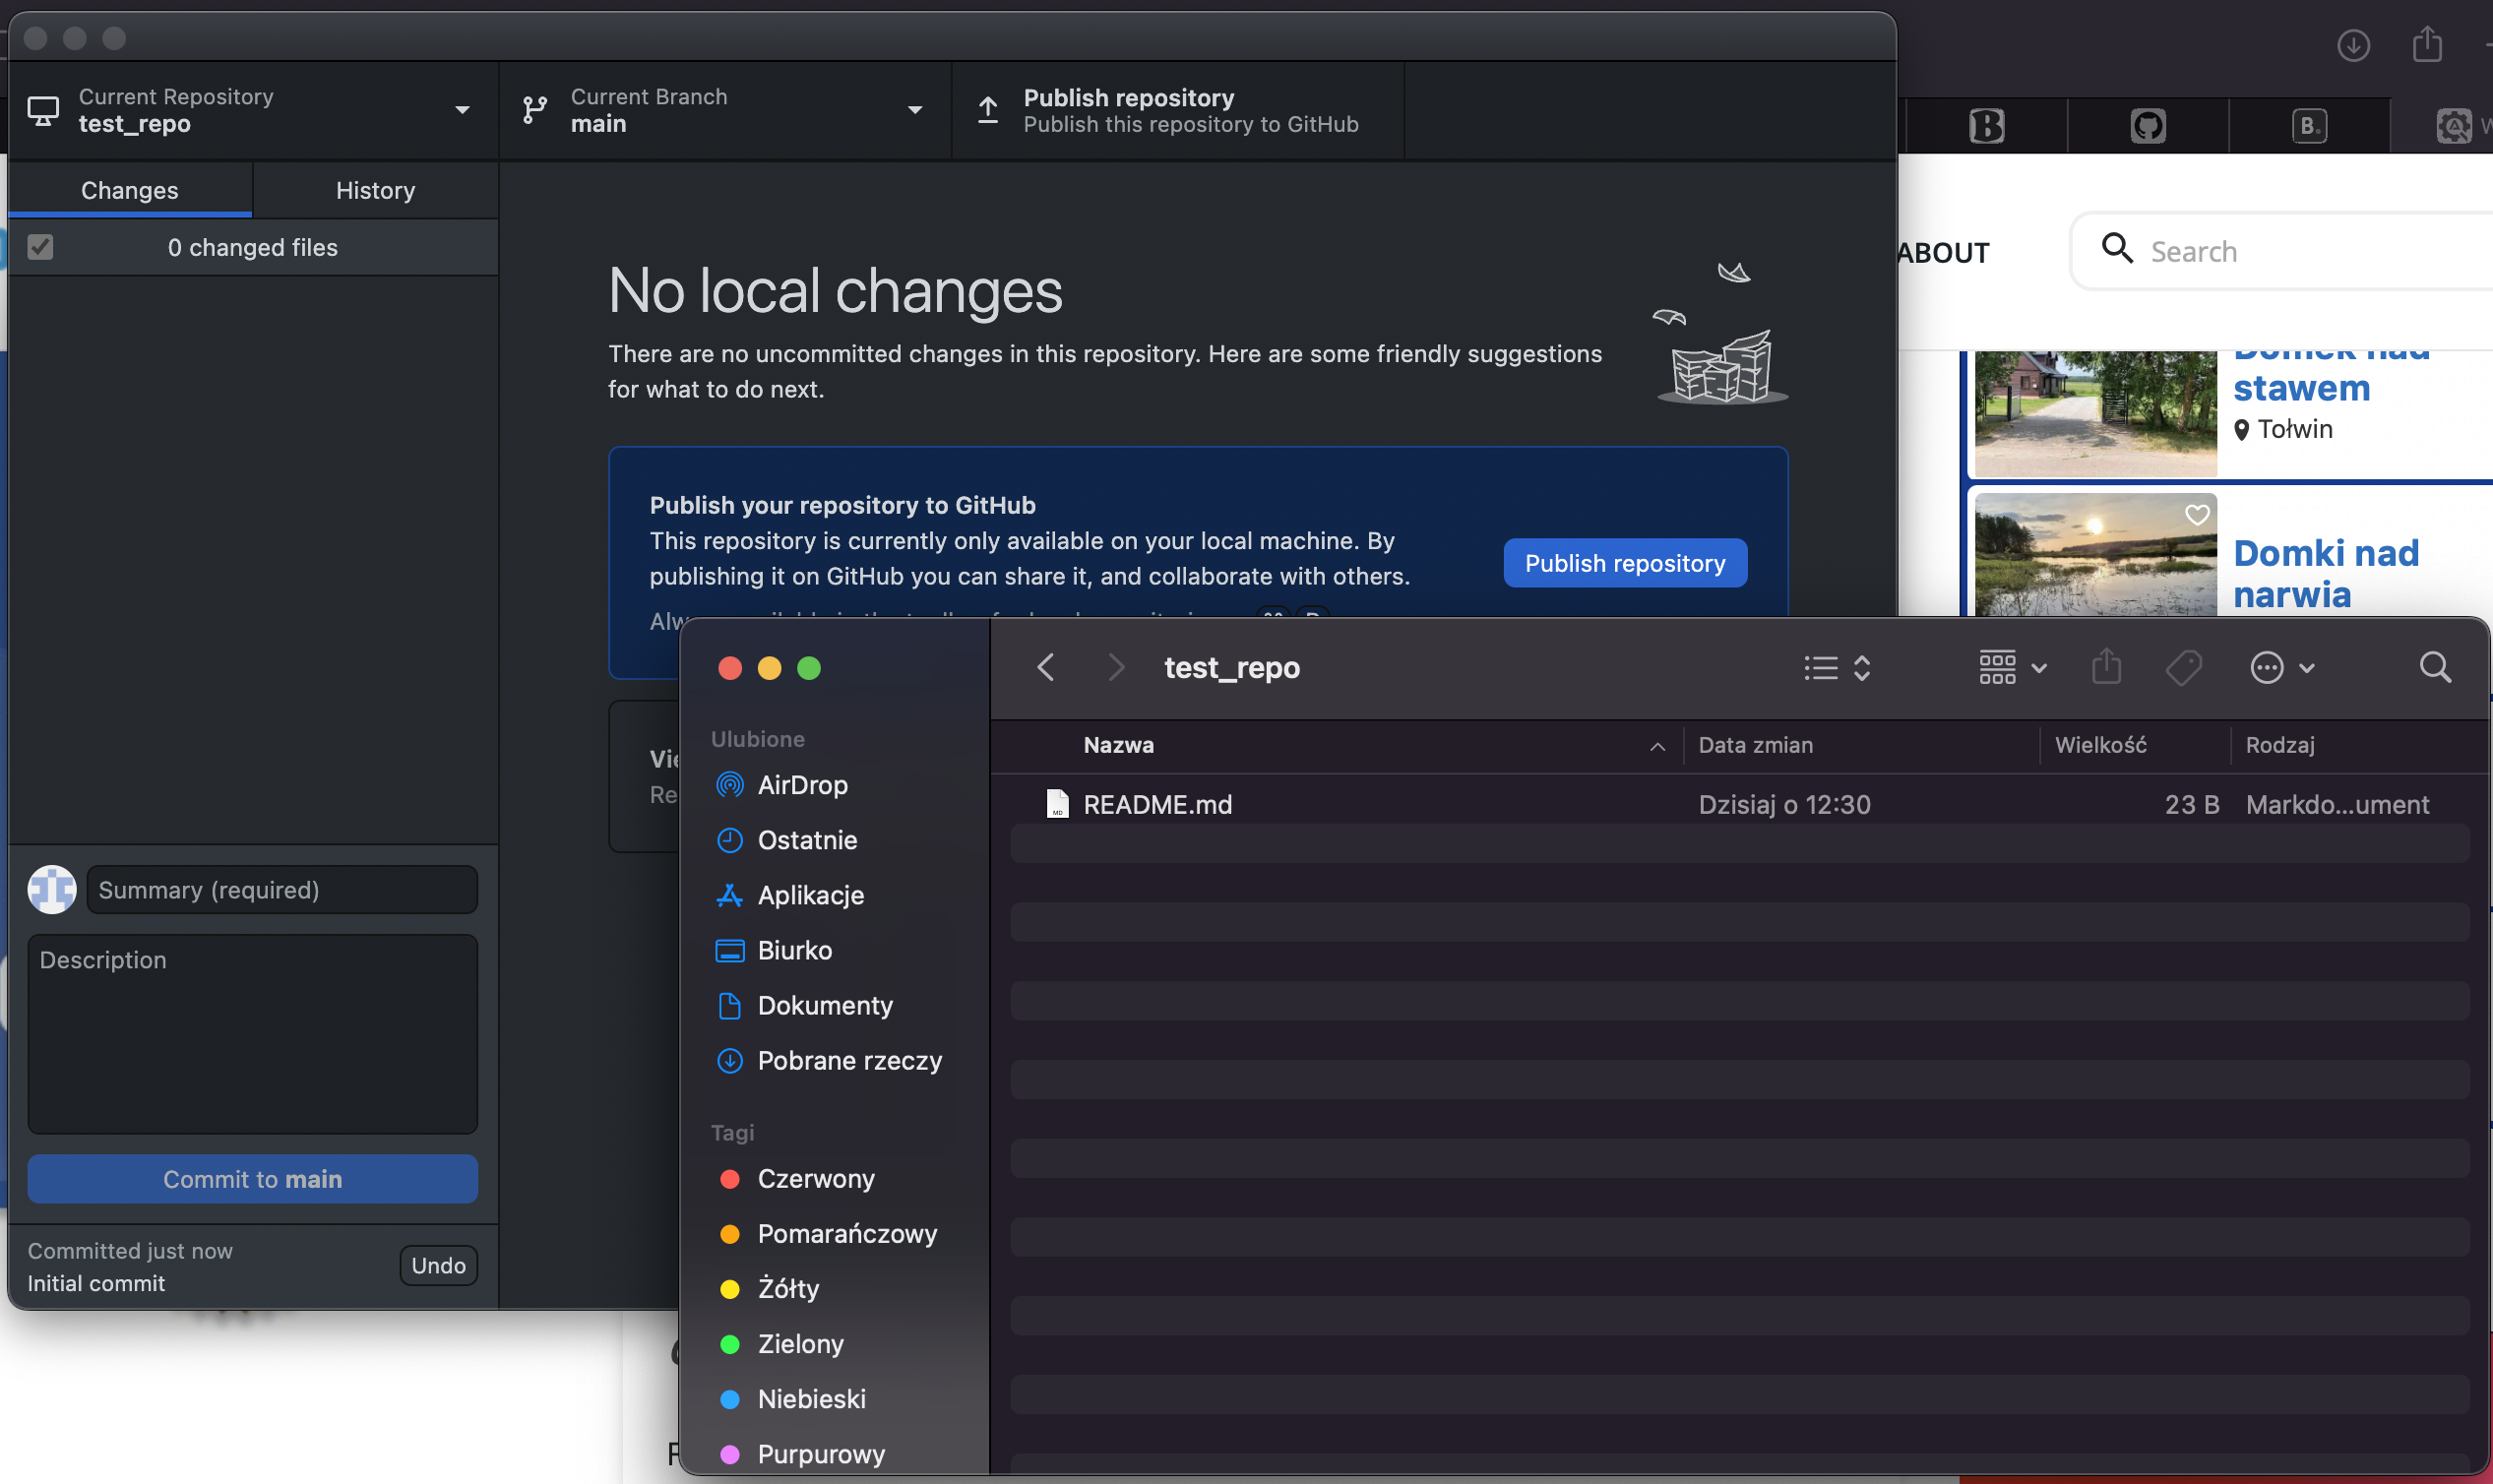 Current Repository
test_repo
Current Branch
main
Publish repository
Publish this repository to GitHub
Changes
History
0 changed files
No local changes
There are no uncommitted changes in this repository. Here are some friendly suggestions
for what to do next.
Publish your repository to GitHub
This repository is currently only available on your local machine. By
publishing it on GitHub you can share it, and collaborate with others.
Publish repository
Summary (required)
Description
Commit to main
Committed just now
Initial commit
Undo
B
B.
ABOUT
Search
Domek nad
stawem
Tołwin
Domki nad
narwia
test_repo
Ulubione
AirDrop
Ostatnie
Aplikacje
Biurko
Dokumenty
Pobrane rzeczy
Tagi
Czerwony
Pomarańczowy
Żółty
Zielony
Niebieski
Purpurowy
Nazwa
Data zmian
Wielkość
Rodzaj
MD
README.md
Dzisiaj o 12:30
23 B
Markdo...ument